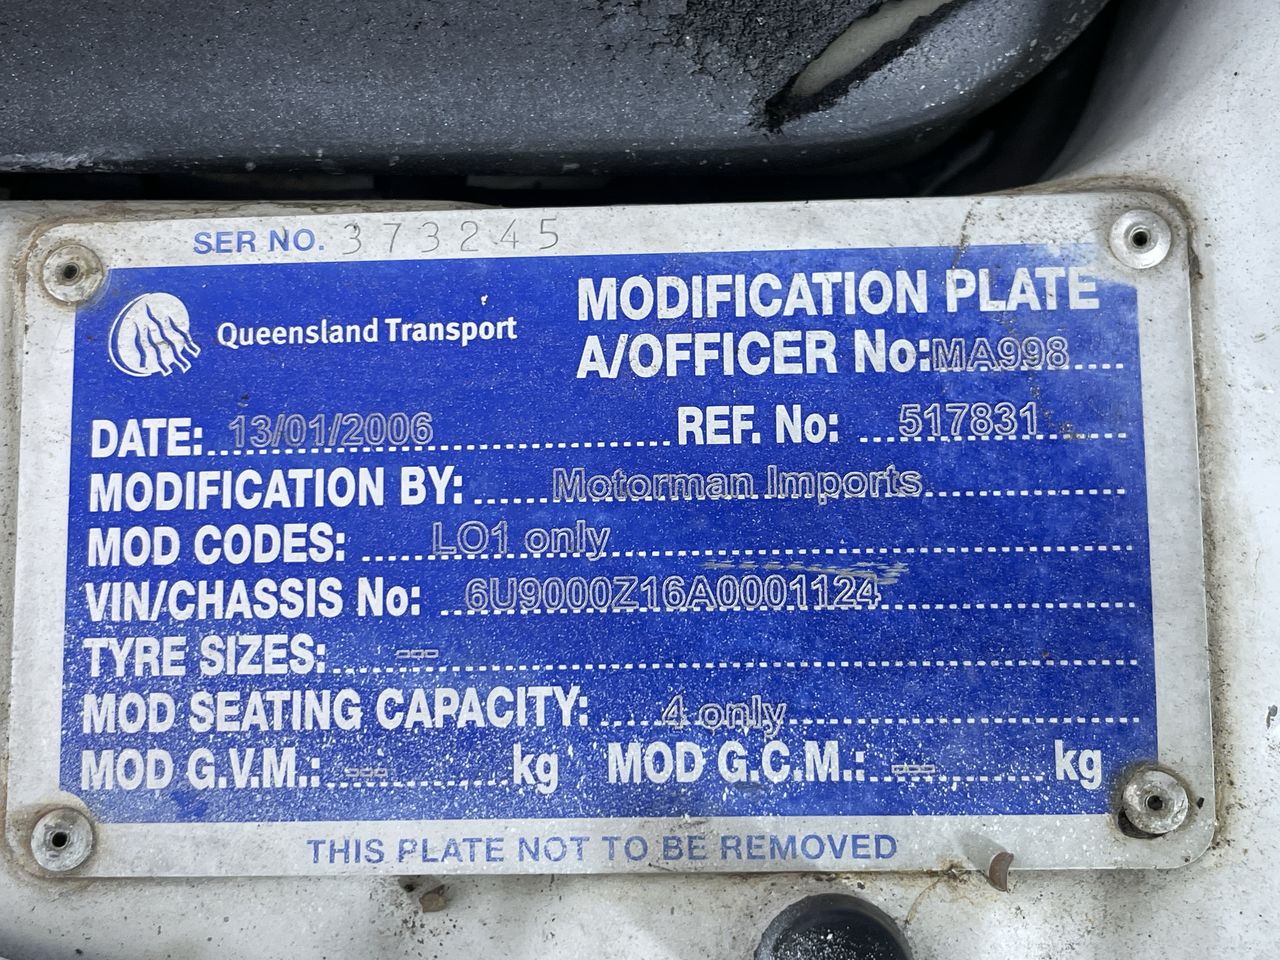 SER NO. 373245
Queensland Transport
MODIFICATION PLATE
A/OFFICER No: MA998
DATE: 13/01/2006 REF. No: 517831
MODIFICATION BY: Motorman Imports
MOD CODES: LO1 only
VIN/CHASSIS No: 6U9000Z16A0001124
TYRE SIZES: ---
MOD SEATING CAPACITY: 4 only
MOD G.V.M.: --- kg MOD G.C.M.: --- kg
THIS PLATE NOT TO BE REMOVED